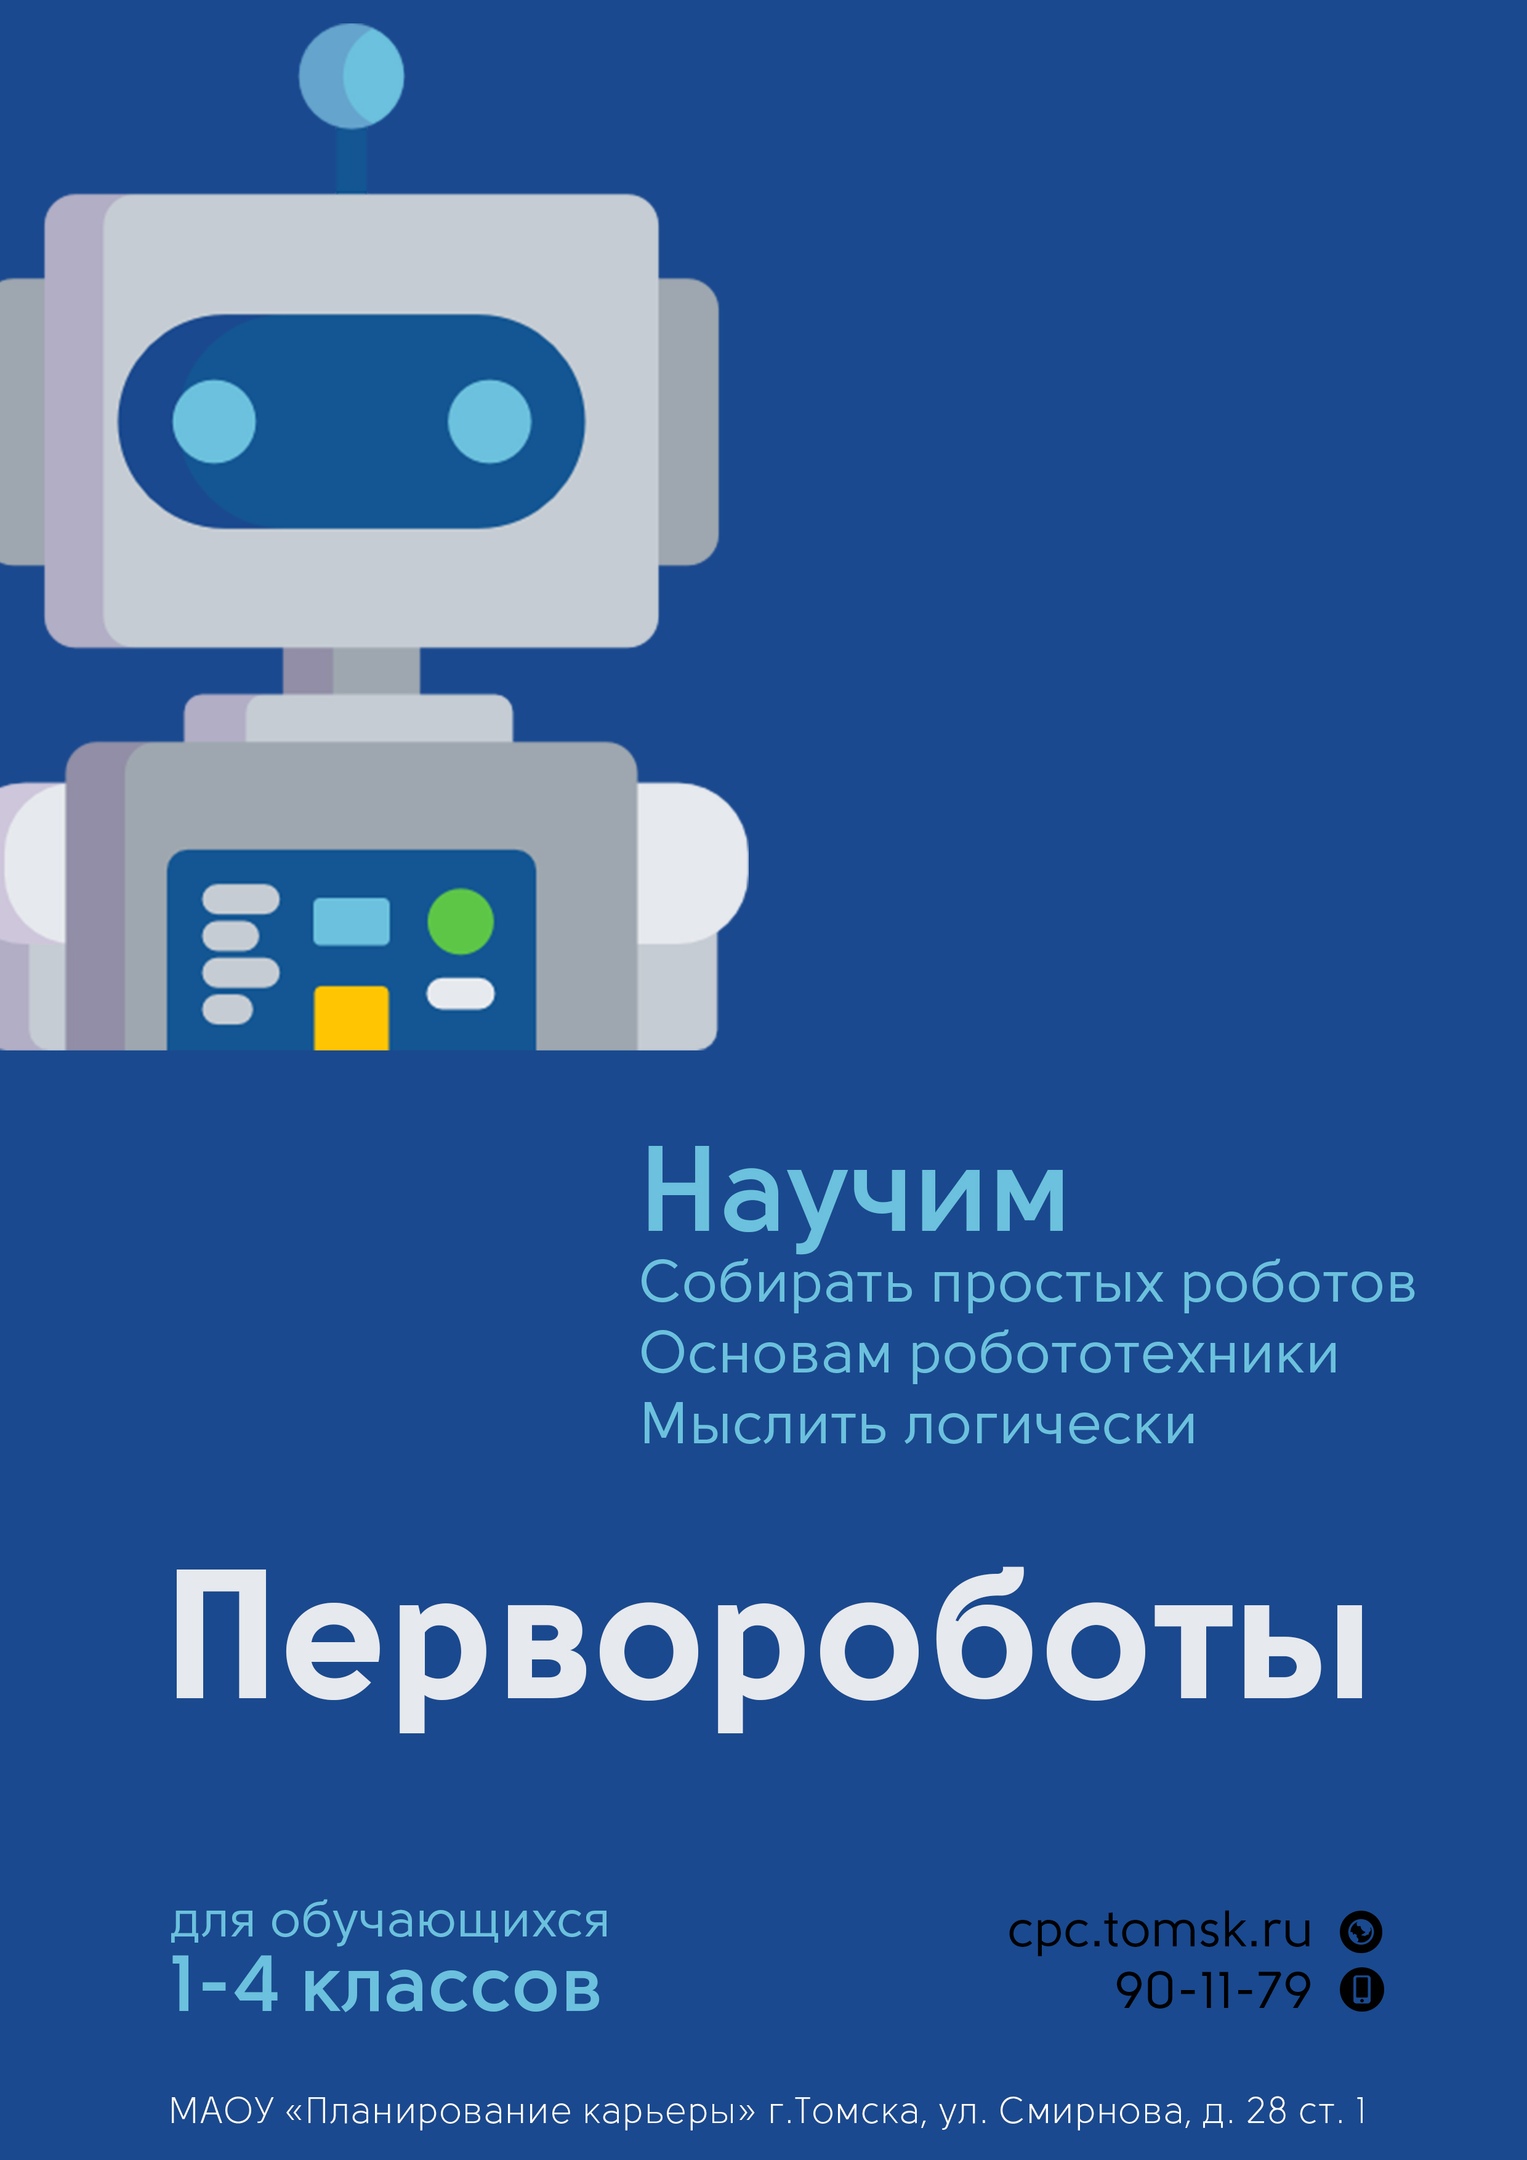 Научим
Собирать простых роботов
Основам робототехники
Мыслить логически
Первороботы
для обучающихся
1-4 классов
cpc.tomsk.ru
90-11-79
МАОУ «Планирование карьеры» г.Томска, ул. Смирнова, д. 28 ст. 1